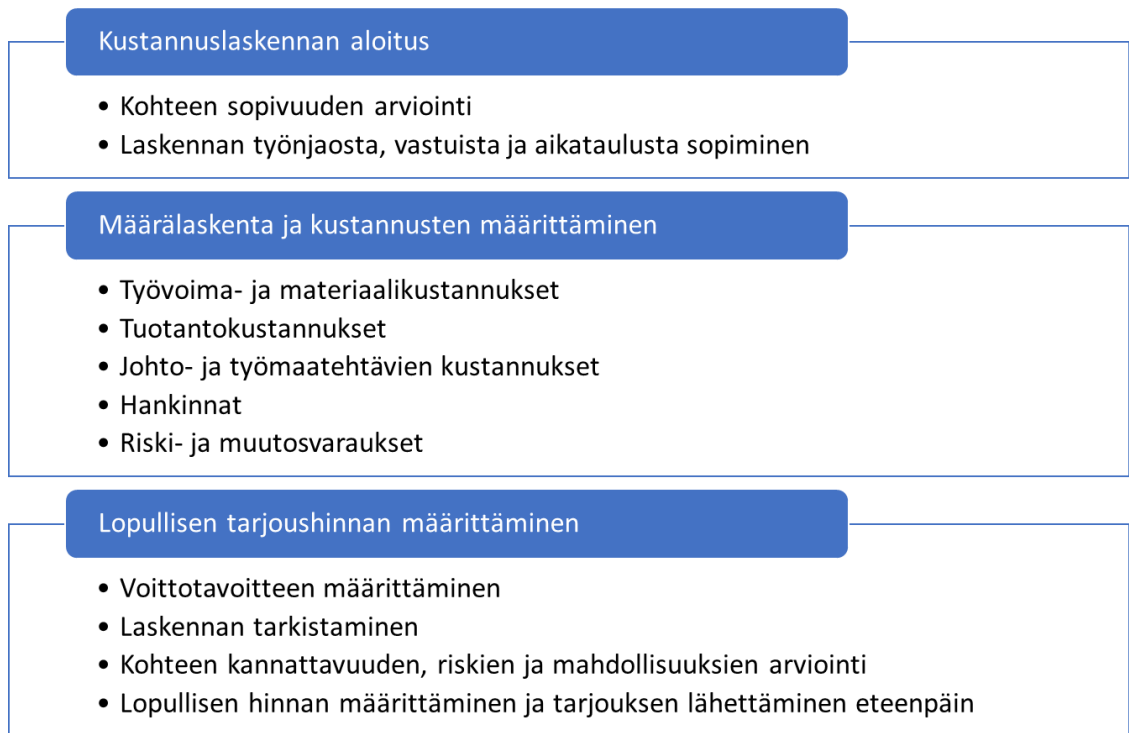 Kustannuslaskennan aloitus
• Kohteen sopivuuden arviointi
• Laskennan työnjaosta, vastuista ja aikataulusta sopiminen
Määrälaskenta ja kustannusten määrittäminen
• Työvoima- ja materiaalikustannukset
• Tuotantokustannukset
• Johto- ja työmaatehtävien kustannukset
• Hankinnat
• Riski- ja muutosvaraukset
Lopullisen tarjoushinnan määrittäminen
• Voittotavoitteen määrittäminen
• Laskennan tarkistaminen
• Kohteen kannattavuuden, riskien ja mahdollisuuksien arviointi
• Lopullisen hinnan määrittäminen ja tarjouksen lähettäminen eteenpäin